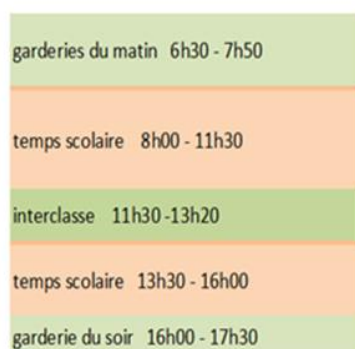 garderies du matin 6h30 - 7h50
temps scolaire 8h00 - 11h30
interclasse 11h30 -13h20
temps scolaire 13h30 - 16h00
garderie du soir 16h00 - 17h30